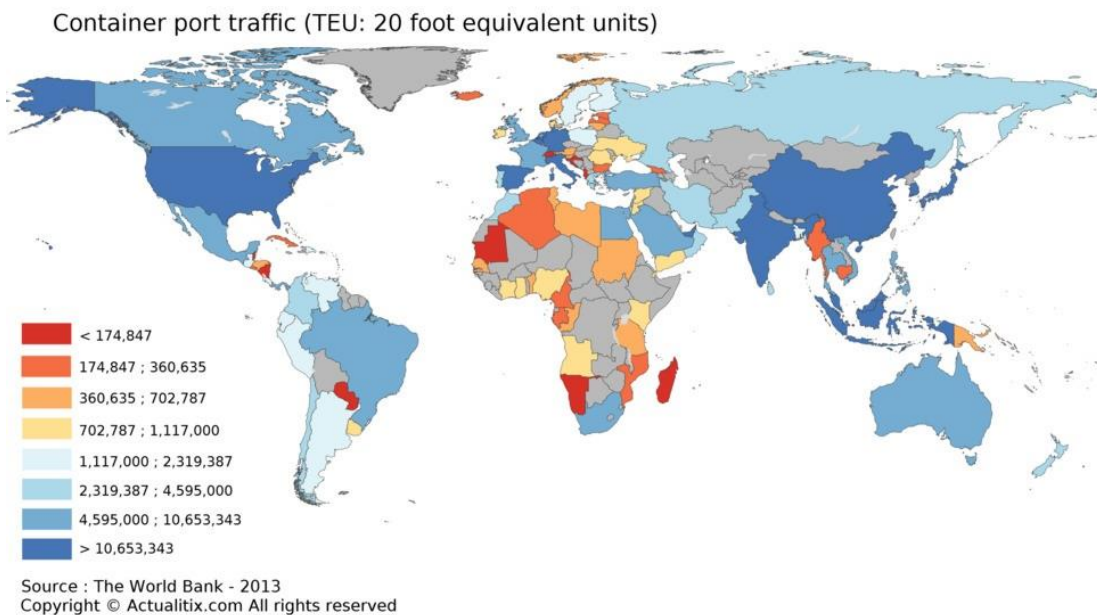 Container port traffic (TEU: 20 foot equivalent units)
< 174,847
174,847 ; 360,635
360,635 ; 702,787
702,787 ; 1,117,000
1,117,000 ; 2,319,387
2,319,387 ; 4,595,000
4,595,000 ; 10,653,343
> 10,653,343
Source : The World Bank - 2013
Copyright © Actualitix.com All rights reserved